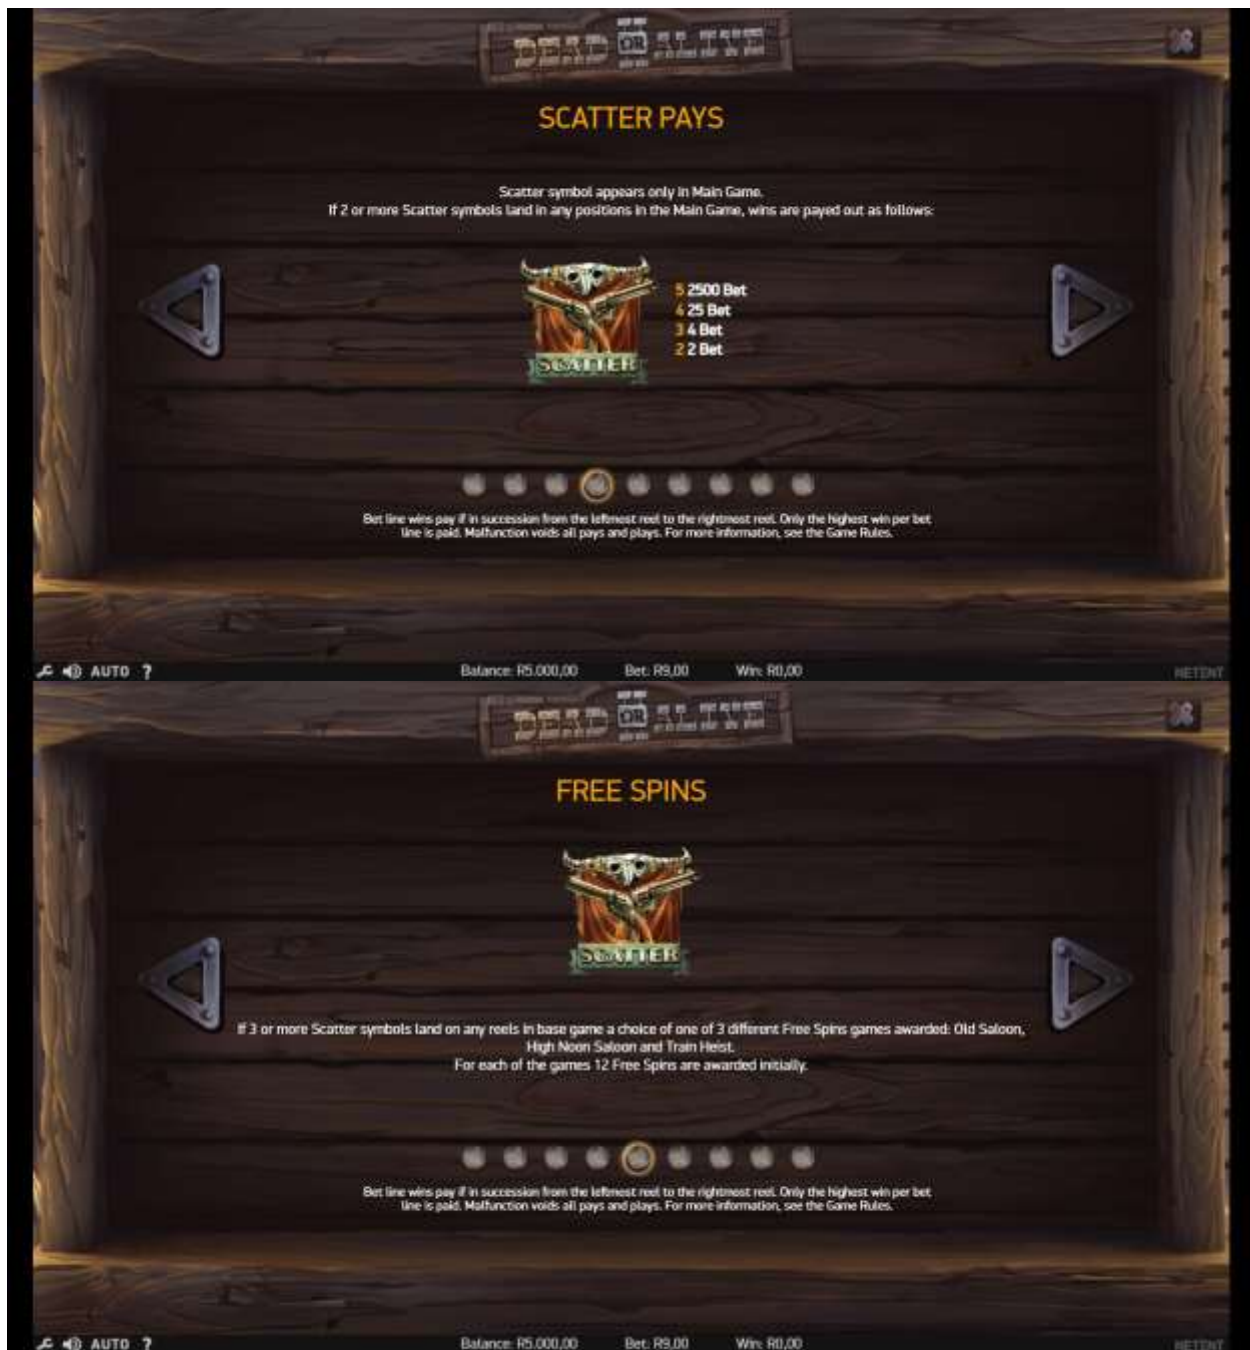 DEAD OR ALIVE
SCATTER PAYS
Scatter symbol appears only in Main Game.
If 2 or more Scatter symbols land in any positions in the Main Game, wins are payed out as follows:
5 2500 Bet
4 25 Bet
3 4 Bet
2 2 Bet
SCATTER
Bet line wins pay if in succession from the leftmost reel to the rightmost reel. Only the highest win per bet
line is paid. Malfunction voids all pays and plays. For more information, see the Game Rules.
AUTO ? Balance: R5.000,00 Bet: R9,00 Win: R0,00 NETENT
DEAD OR ALIVE
FREE SPINS
SCATTER
If 3 or more Scatter symbols land on any reels in base game a choice of one of 3 different Free Spins games awarded: Old Saloon,
High Noon Saloon and Train Heist.
For each of the games 12 Free Spins are awarded initially.
Bet line wins pay if in succession from the leftmost reel to the rightmost reel. Only the highest win per bet
line is paid. Malfunction voids all pays and plays. For more information, see the Game Rules.
AUTO ? Balance: R5.000,00 Bet: R9,00 Win: R0,00 NETENT